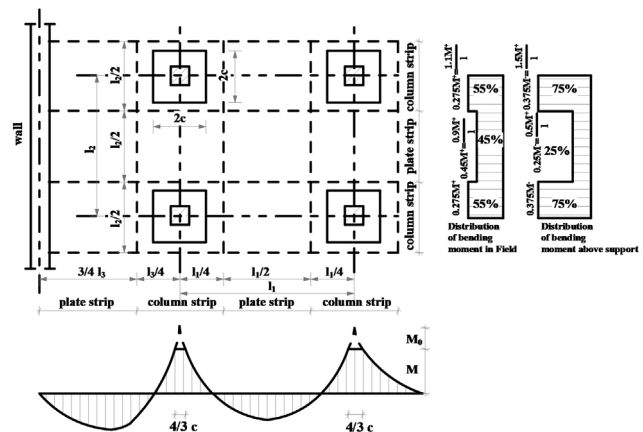 wall
l₂/2
l₂/2
l₂/2
l₂
2c
2c
column strip
plate strip
column strip
3/4 l₃
l₃/4
l₁/4
l₁/2
l₁/4
l₁
plate strip
column strip
plate strip
column strip
M₀
M
4/3 c
4/3 c
1.1M⁺
1
0.275M⁺=
55%
0.9M⁺
1
0.45M⁺=
45%
0.275M⁺
55%
Distribution
of bending
moment in Field
1.5M⁻
1
0.375M⁻=
75%
0.5M⁻
1
0.25M⁻=
25%
0.375M⁻
75%
Distribution
of bending
moment above support